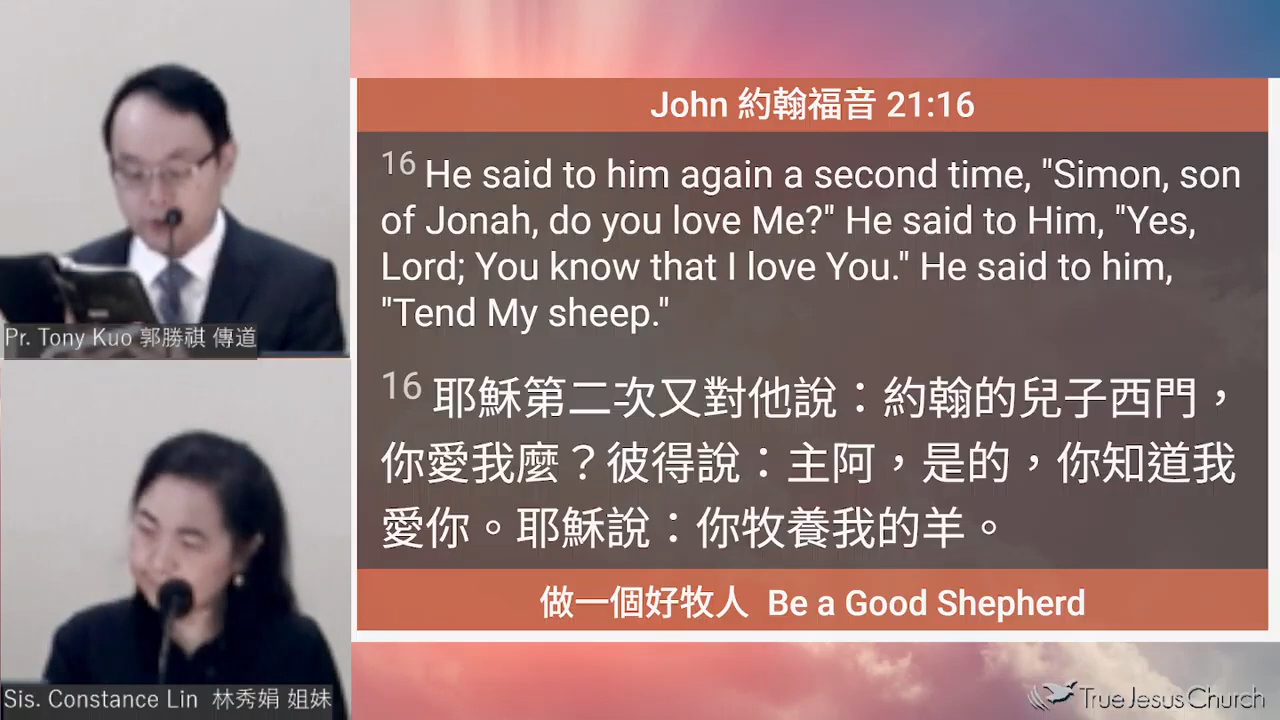 John 約翰福音 21:16
16 He said to him again a second time, "Simon, son
of Jonah, do you love Me?" He said to Him, "Yes,
Lord; You know that I love You." He said to him,
"Tend My sheep."
16 耶穌第二次又對他說：約翰的兒子西門，
你愛我麼？彼得說：主阿，是的，你知道我
愛你。耶穌說：你牧養我的羊。
做一個好牧人 Be a Good Shepherd
Pr. Tony Kuo 郭勝祺 傳道
Sis. Constance Lin 林秀娟 姐妹
True Jesus Church